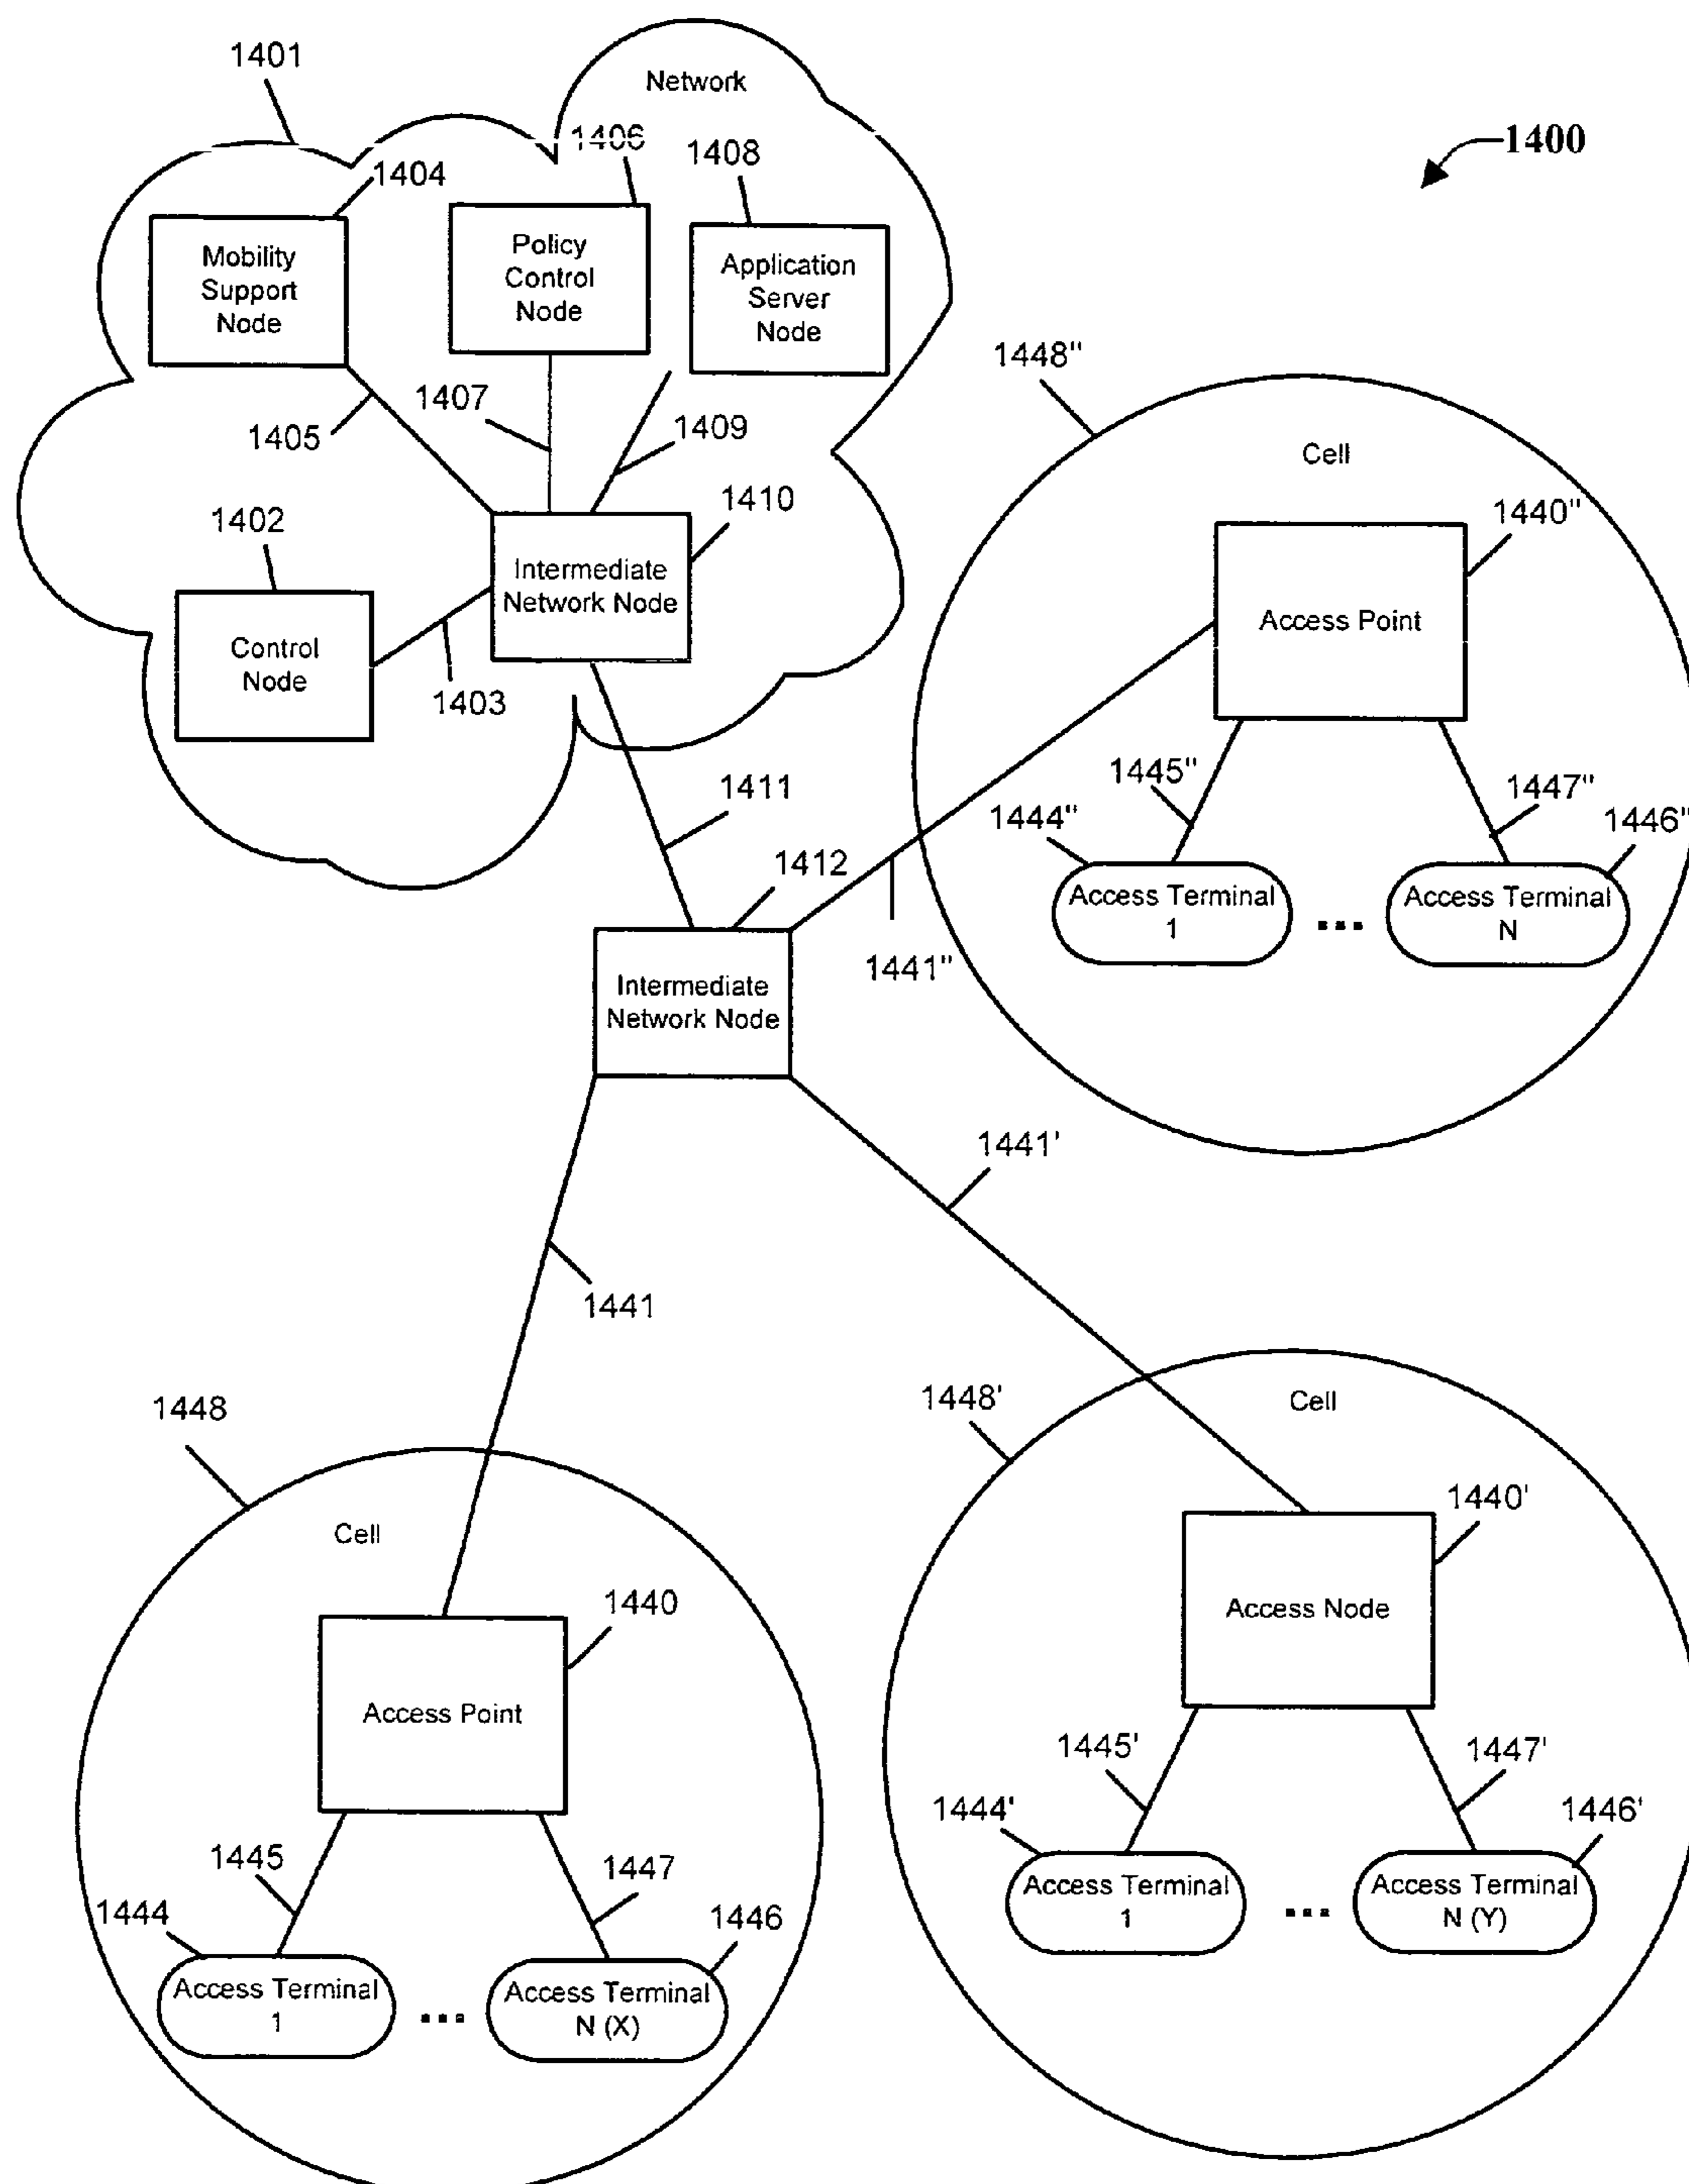 1401
Network
1400
1406
1408
1404
Mobility
Support
Node
Policy
Control
Node
Application
Server
Node
1448"
1407
1409
1405
Cell
1410
1440"
1402
Intermediate
Network Node
Access Point
Control
Node
1403
1411
1445"
1447"
1444"
1446"
1412
Access Terminal
1
...
Access Terminal
N
1441"
Intermediate
Network Node
1441'
1441
1448
1448'
Cell
1440'
Cell
1440
Access Node
Access Point
1445'
1447'
1444'
1446'
1445
1447
Access Terminal
1
...
Access Terminal
N (Y)
1444
1446
Access Terminal
1
...
Access Terminal
N (X)